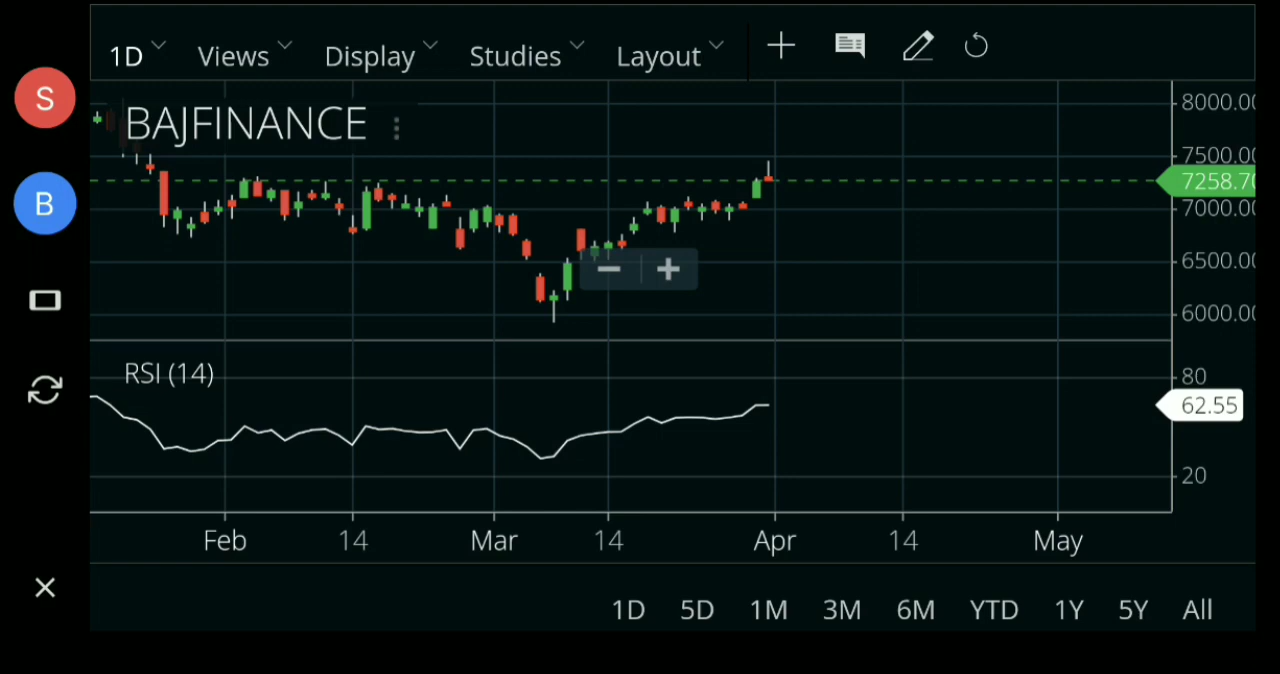 1D Views Display Studies Layout
S
BAJFINANCE
8000.00
7500.00
7258.70
B
7000.00
6500.00
6000.00
RSI (14)
80
62.55
20
Feb 14 Mar 14 Apr 14 May
1D 5D 1M 3M 6M YTD 1Y 5Y All